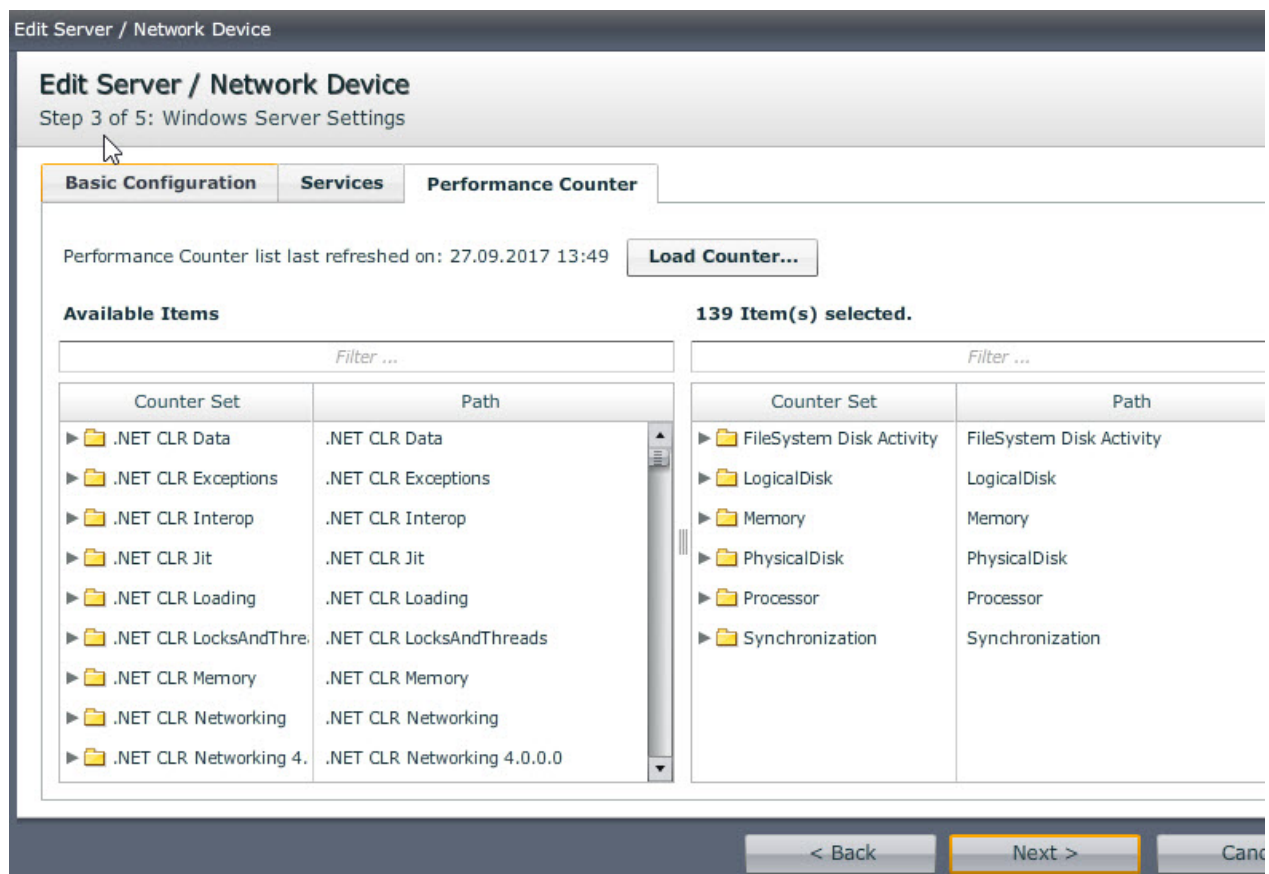 Edit Server / Network Device
Edit Server / Network Device
Step 3 of 5: Windows Server Settings
Basic Configuration Services Performance Counter
Performance Counter list last refreshed on: 27.09.2017 13:49 Load Counter...
Available Items 139 Item(s) selected.
Filter ... Filter ...
Counter Set Path Counter Set Path
.NET CLR Data .NET CLR Data FileSystem Disk Activity FileSystem Disk Activity
.NET CLR Exceptions .NET CLR Exceptions LogicalDisk LogicalDisk
.NET CLR Interop .NET CLR Interop Memory Memory
.NET CLR Jit .NET CLR Jit PhysicalDisk PhysicalDisk
.NET CLR Loading .NET CLR Loading Processor Processor
.NET CLR LocksAndThre .NET CLR LocksAndThreads Synchronization Synchronization
.NET CLR Memory .NET CLR Memory
.NET CLR Networking .NET CLR Networking
.NET CLR Networking 4. .NET CLR Networking 4.0.0.0
< Back Next > Canc